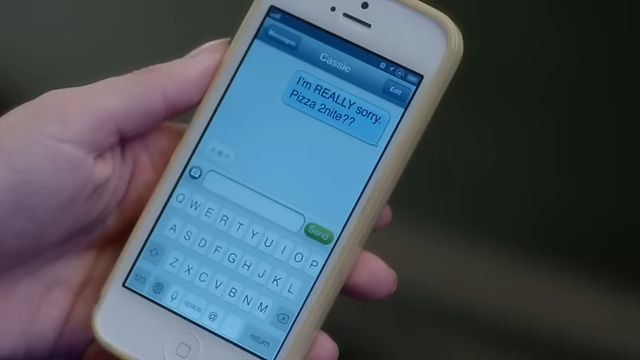 Messages
Cassie
Edit
I'm REALLY sorry.
Pizza 2nite??
Send
Q W E R T Y U I O P
A S D F G H J K L
Z X C V B N M
space @ . return